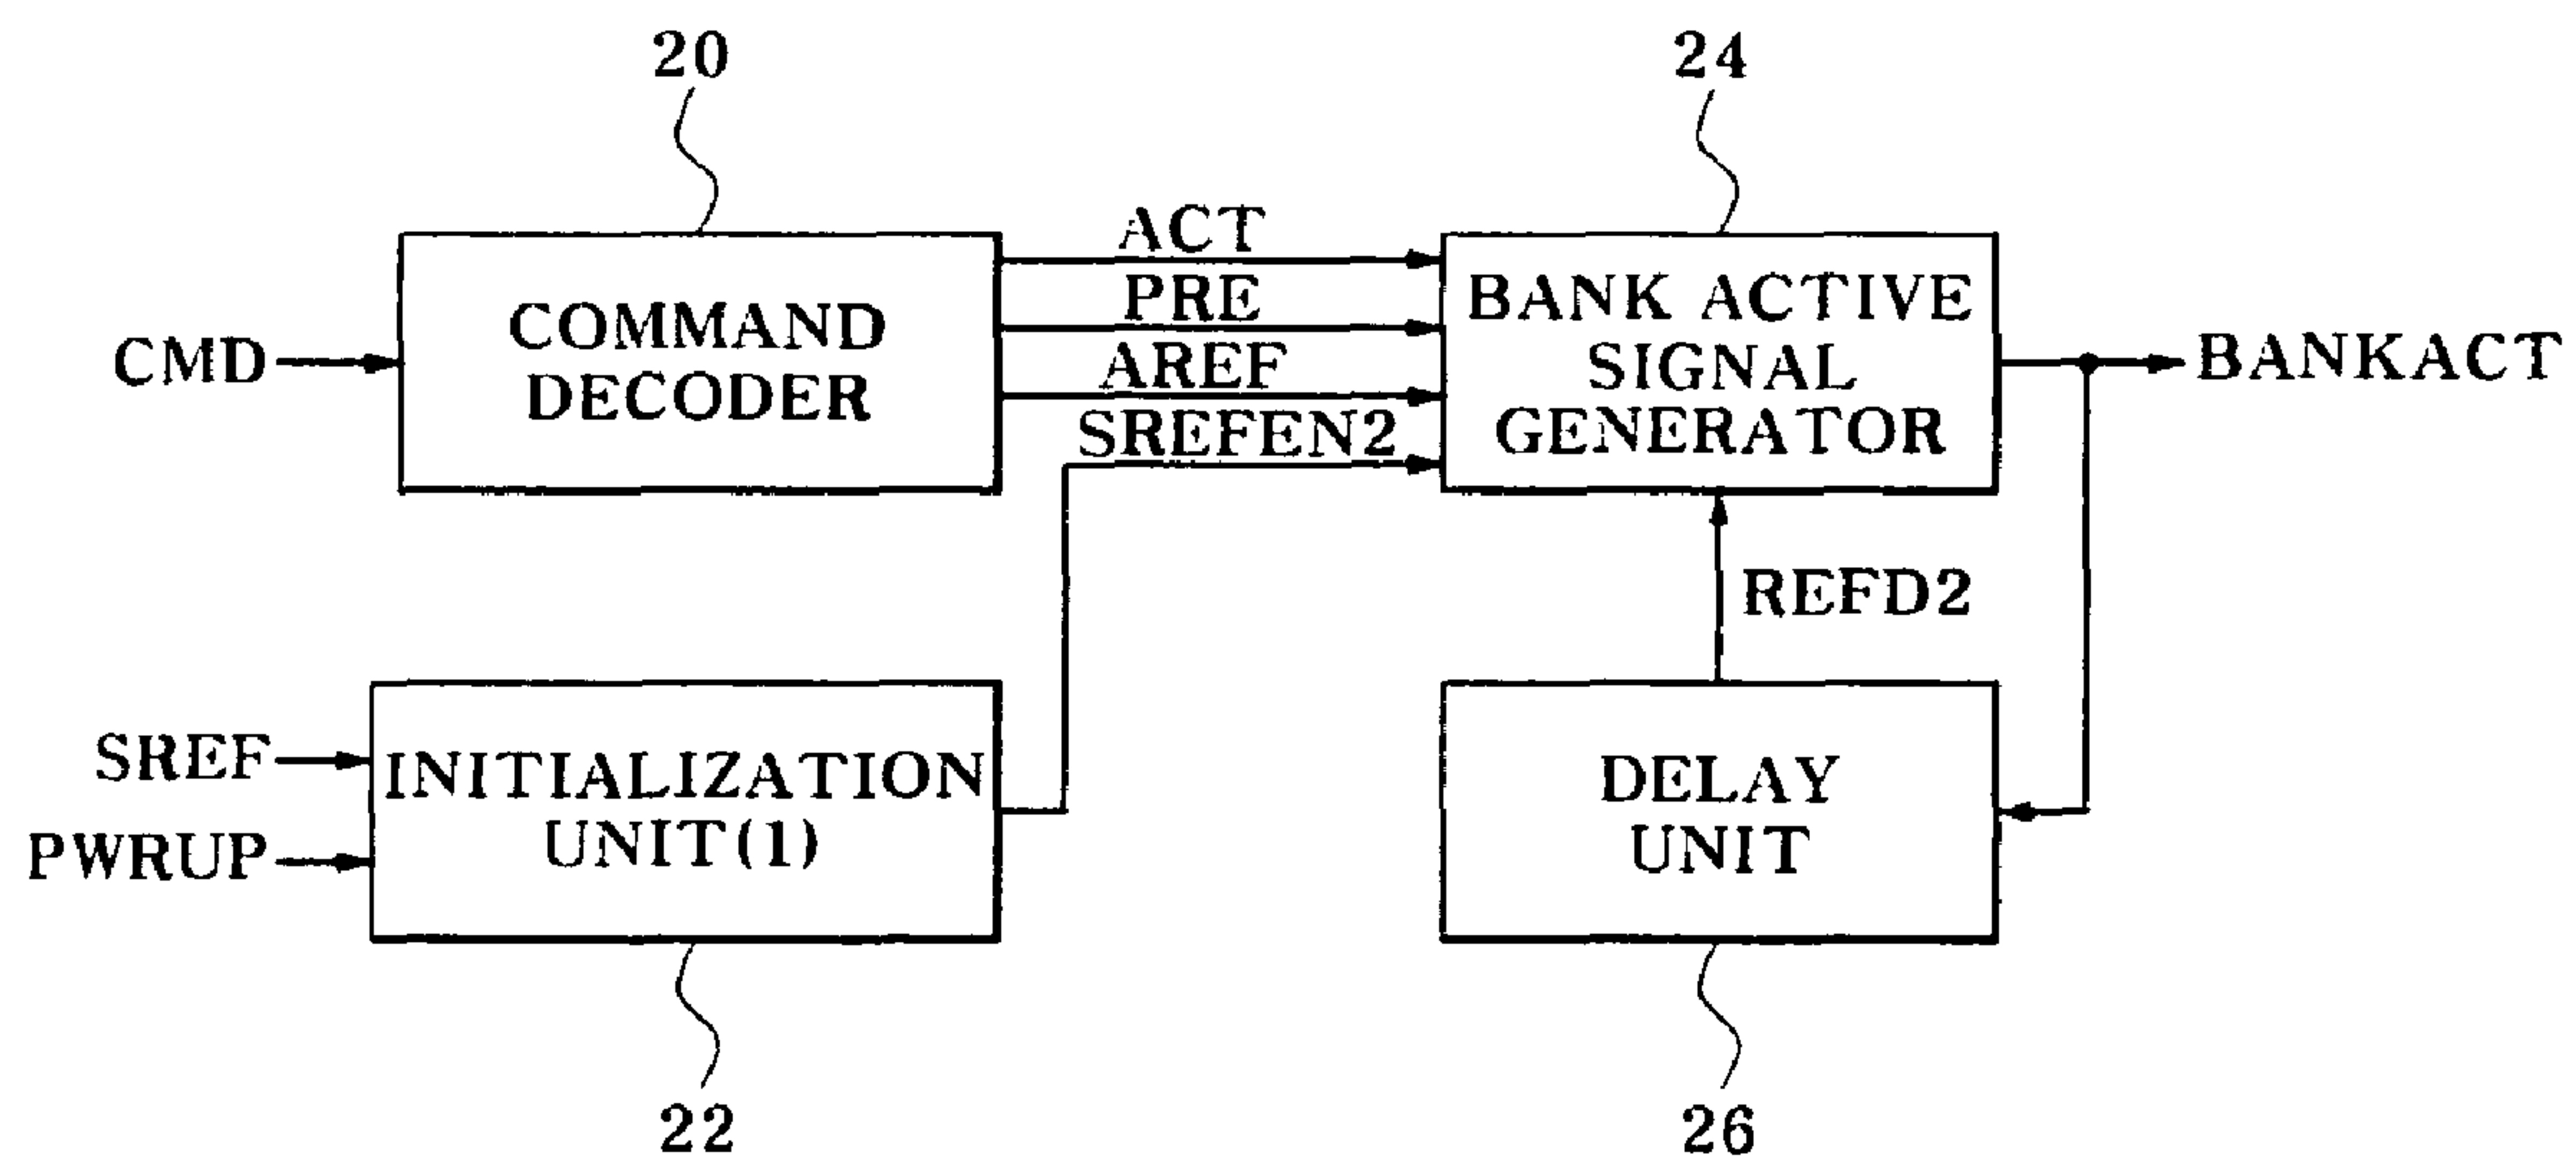 20
24
ACT
PRE
AREF
SREFEN2
CMD
COMMAND
DECODER
BANK ACTIVE
SIGNAL
GENERATOR
BANKACT
REFD2
SREF
PWRUP
INITIALIZATION
UNIT(1)
DELAY
UNIT
22
26